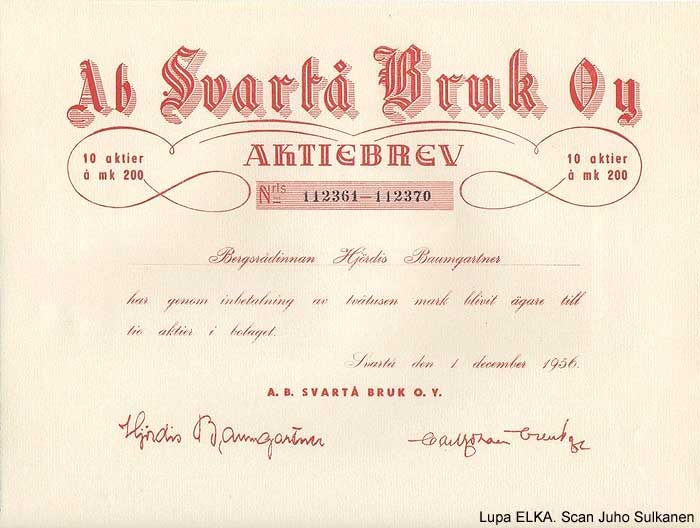 Ab Svartå Bruk Oy
AKTIEBREV
10 aktier
à mk 200
10 aktier
à mk 200
Nris 112361—112370
Bergsrådinnan Hjördis Baumgartner
har genom inbetalning av tvåtusen mark blivit ägare till
tio aktier i bolaget.
Svartå den 1 december 1956.
A. B. SVARTÅ BRUK O. Y.
Hjördis Baumgartner
Lupa ELKA. Scan Juho Sulkanen